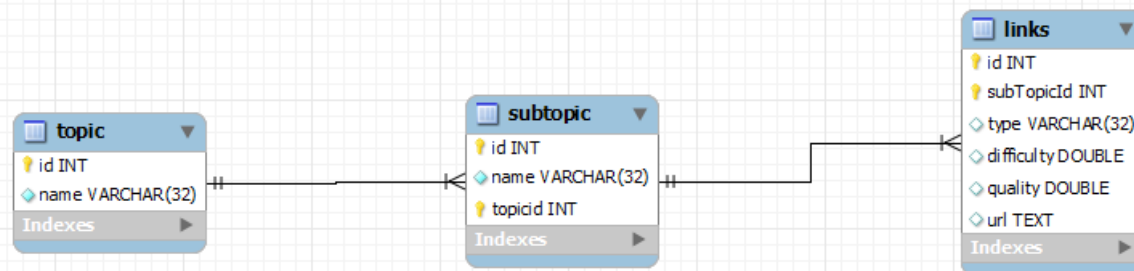 topic
id INT
name VARCHAR(32)
Indexes
subtopic
id INT
name VARCHAR(32)
topicid INT
Indexes
links
id INT
subTopicId INT
type VARCHAR(32)
difficulty DOUBLE
quality DOUBLE
url TEXT
Indexes